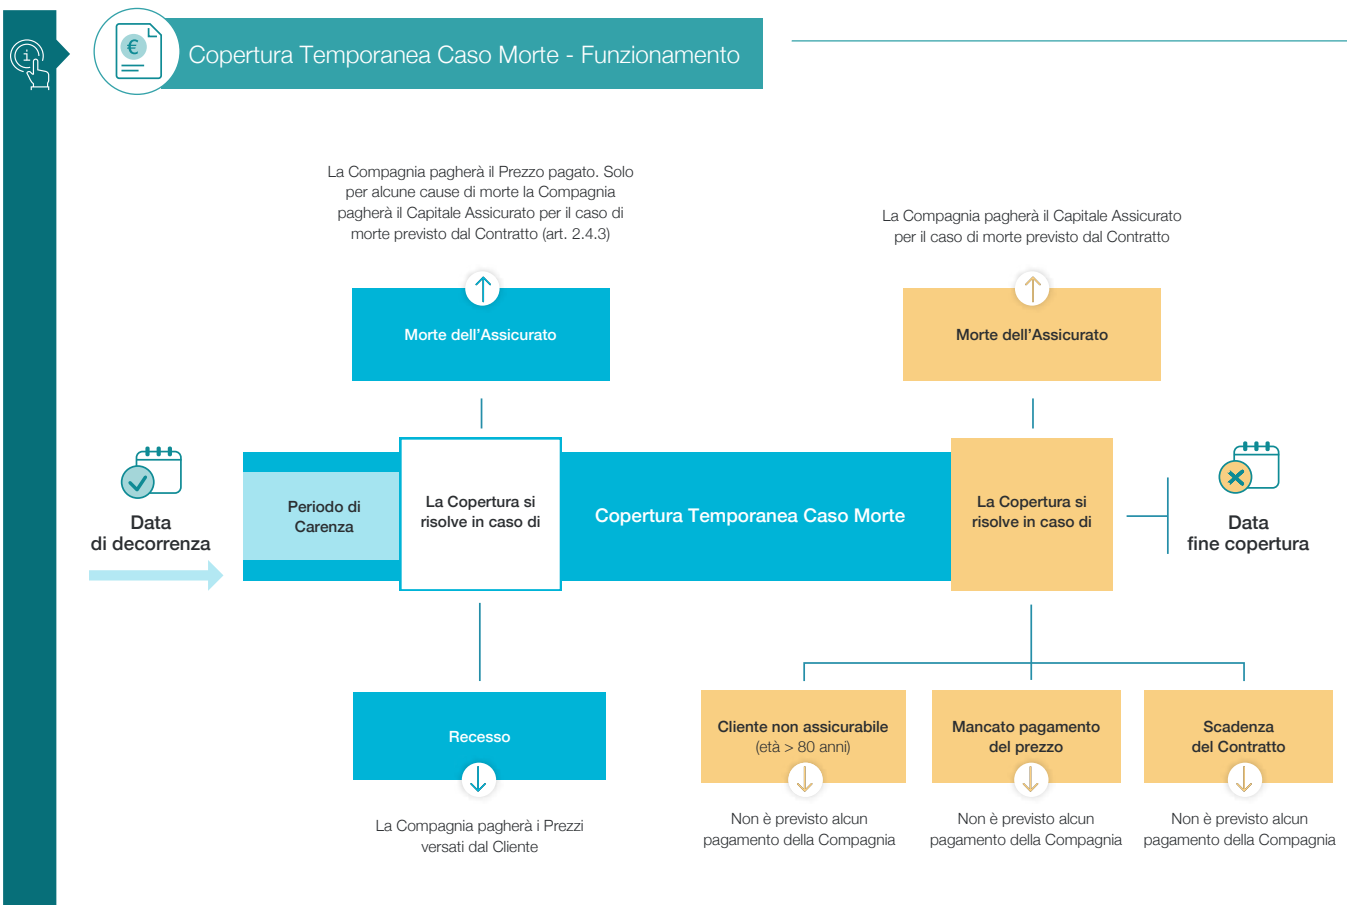 Copertura Temporanea Caso Morte - Funzionamento
La Compagnia pagherà il Prezzo pagato. Solo
per alcune cause di morte la Compagnia
pagherà il Capitale Assicurato per il caso di
morte previsto dal Contratto (art. 2.4.3)
La Compagnia pagherà il Capitale Assicurato
per il caso di morte previsto dal Contratto
Morte dell'Assicurato
Morte dell'Assicurato
Data
di decorrenza
Periodo di
Carenza
La Copertura si
risolve in caso di
Copertura Temporanea Caso Morte
La Copertura si
risolve in caso di
Data
fine copertura
Recesso
La Compagnia pagherà i Prezzi
versati dal Cliente
Cliente non assicurabile
(età > 80 anni)
Non è previsto alcun
pagamento della Compagnia
Mancato pagamento
del prezzo
Non è previsto alcun
pagamento della Compagnia
Scadenza
del Contratto
Non è previsto alcun
pagamento della Compagnia